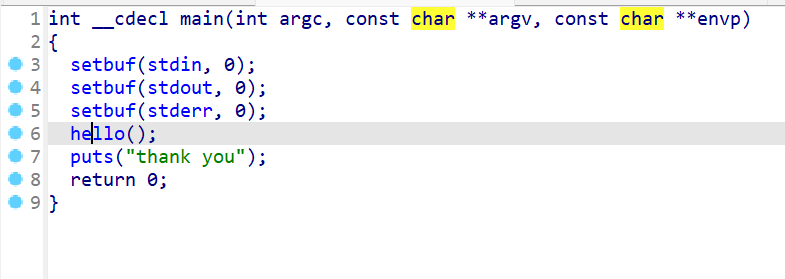 1 int __cdecl main(int argc, const char **argv, const char **envp)
2 {
3 setbuf(stdin, 0);
4 setbuf(stdout, 0);
5 setbuf(stderr, 0);
6 hello();
7 puts("thank you");
8 return 0;
9 }